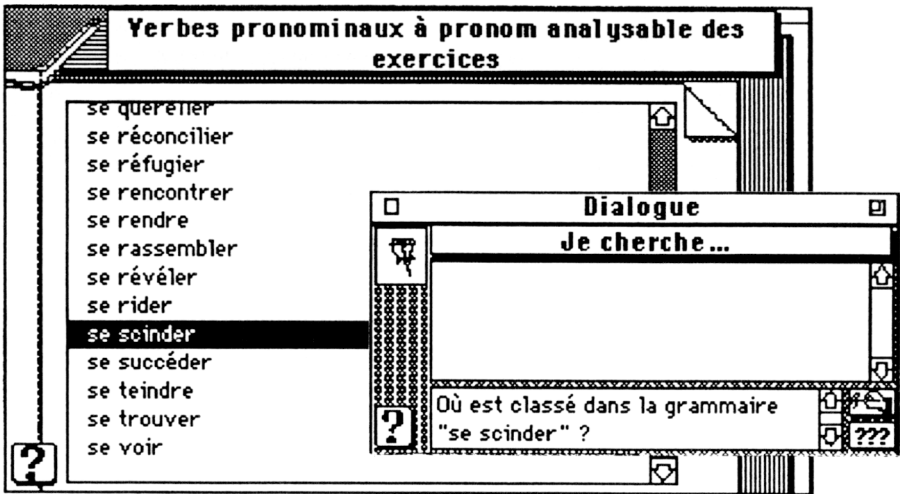 Verbes pronominaux à pronom analysable des
exercices
se quereller
se réconcilier
se réfugier
se rencontrer
se rendre
se rassembler
se révéler
se rider
se scinder
se succéder
se teindre
se trouver
se voir
?
Dialogue
Je cherche...
Où est classé dans la grammaire
"se scinder" ?
?
???